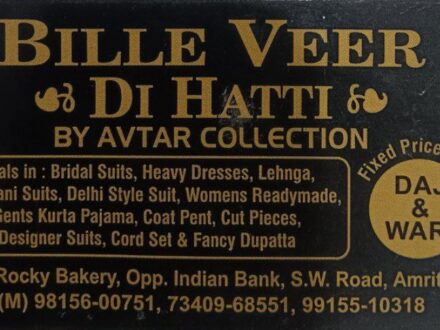 BILLE VEER
DI HATTI
BY AVTAR COLLECTION
als in : Bridal Suits, Heavy Dresses, Lehnga,
ani Suits, Delhi Style Suit, Womens Readymade,
Gents Kurta Pajama, Coat Pent, Cut Pieces,
Designer Suits, Cord Set & Fancy Dupatta
Fixed Price
DAJ
& WAR
Rocky Bakery, Opp. Indian Bank, S.W. Road, Amrit
(M) 98156-00751, 73409-68551, 99155-10318